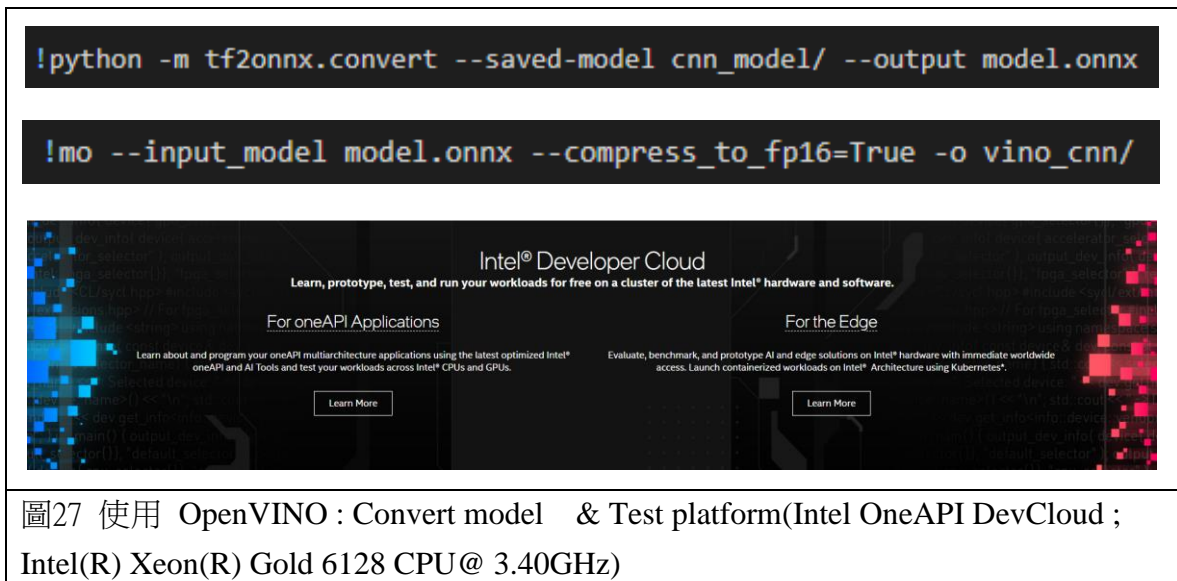 !python -m tf2onnx.convert --saved-model cnn_model/ --output model.onnx
!mo --input_model model.onnx --compress_to_fp16=True -o vino_cnn/
Intel® Developer Cloud
Learn, prototype, test, and run your workloads for free on a cluster of the latest Intel® hardware and software.
For oneAPI Applications
Learn about and program your oneAPI multiarchitecture applications using the latest optimized Intel®
oneAPI and AI Tools and test your workloads across Intel® CPUs and GPUs.
Learn More
For the Edge
Evaluate, benchmark, and prototype AI and edge solutions on Intel® hardware with immediate worldwide
access. Launch containerized workloads on Intel® Architecture using Kubernetes*.
Learn More
圖27 使用 OpenVINO : Convert model & Test platform(Intel OneAPI DevCloud ;
Intel(R) Xeon(R) Gold 6128 CPU@ 3.40GHz)